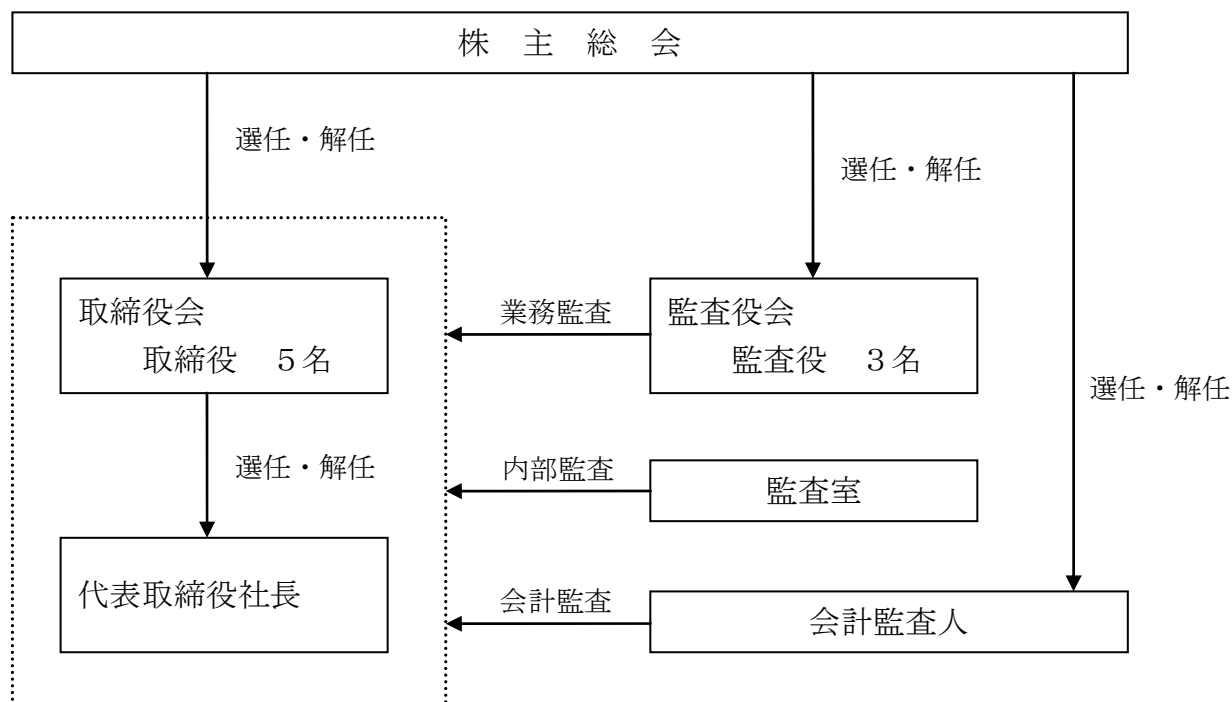 株 主 総 会
選任・解任
選任・解任
取締役会
取締役 5名
業務監査
監査役会
監査役 3名
選任・解任
選任・解任
内部監査
監査室
代表取締役社長
会計監査
会計監査人